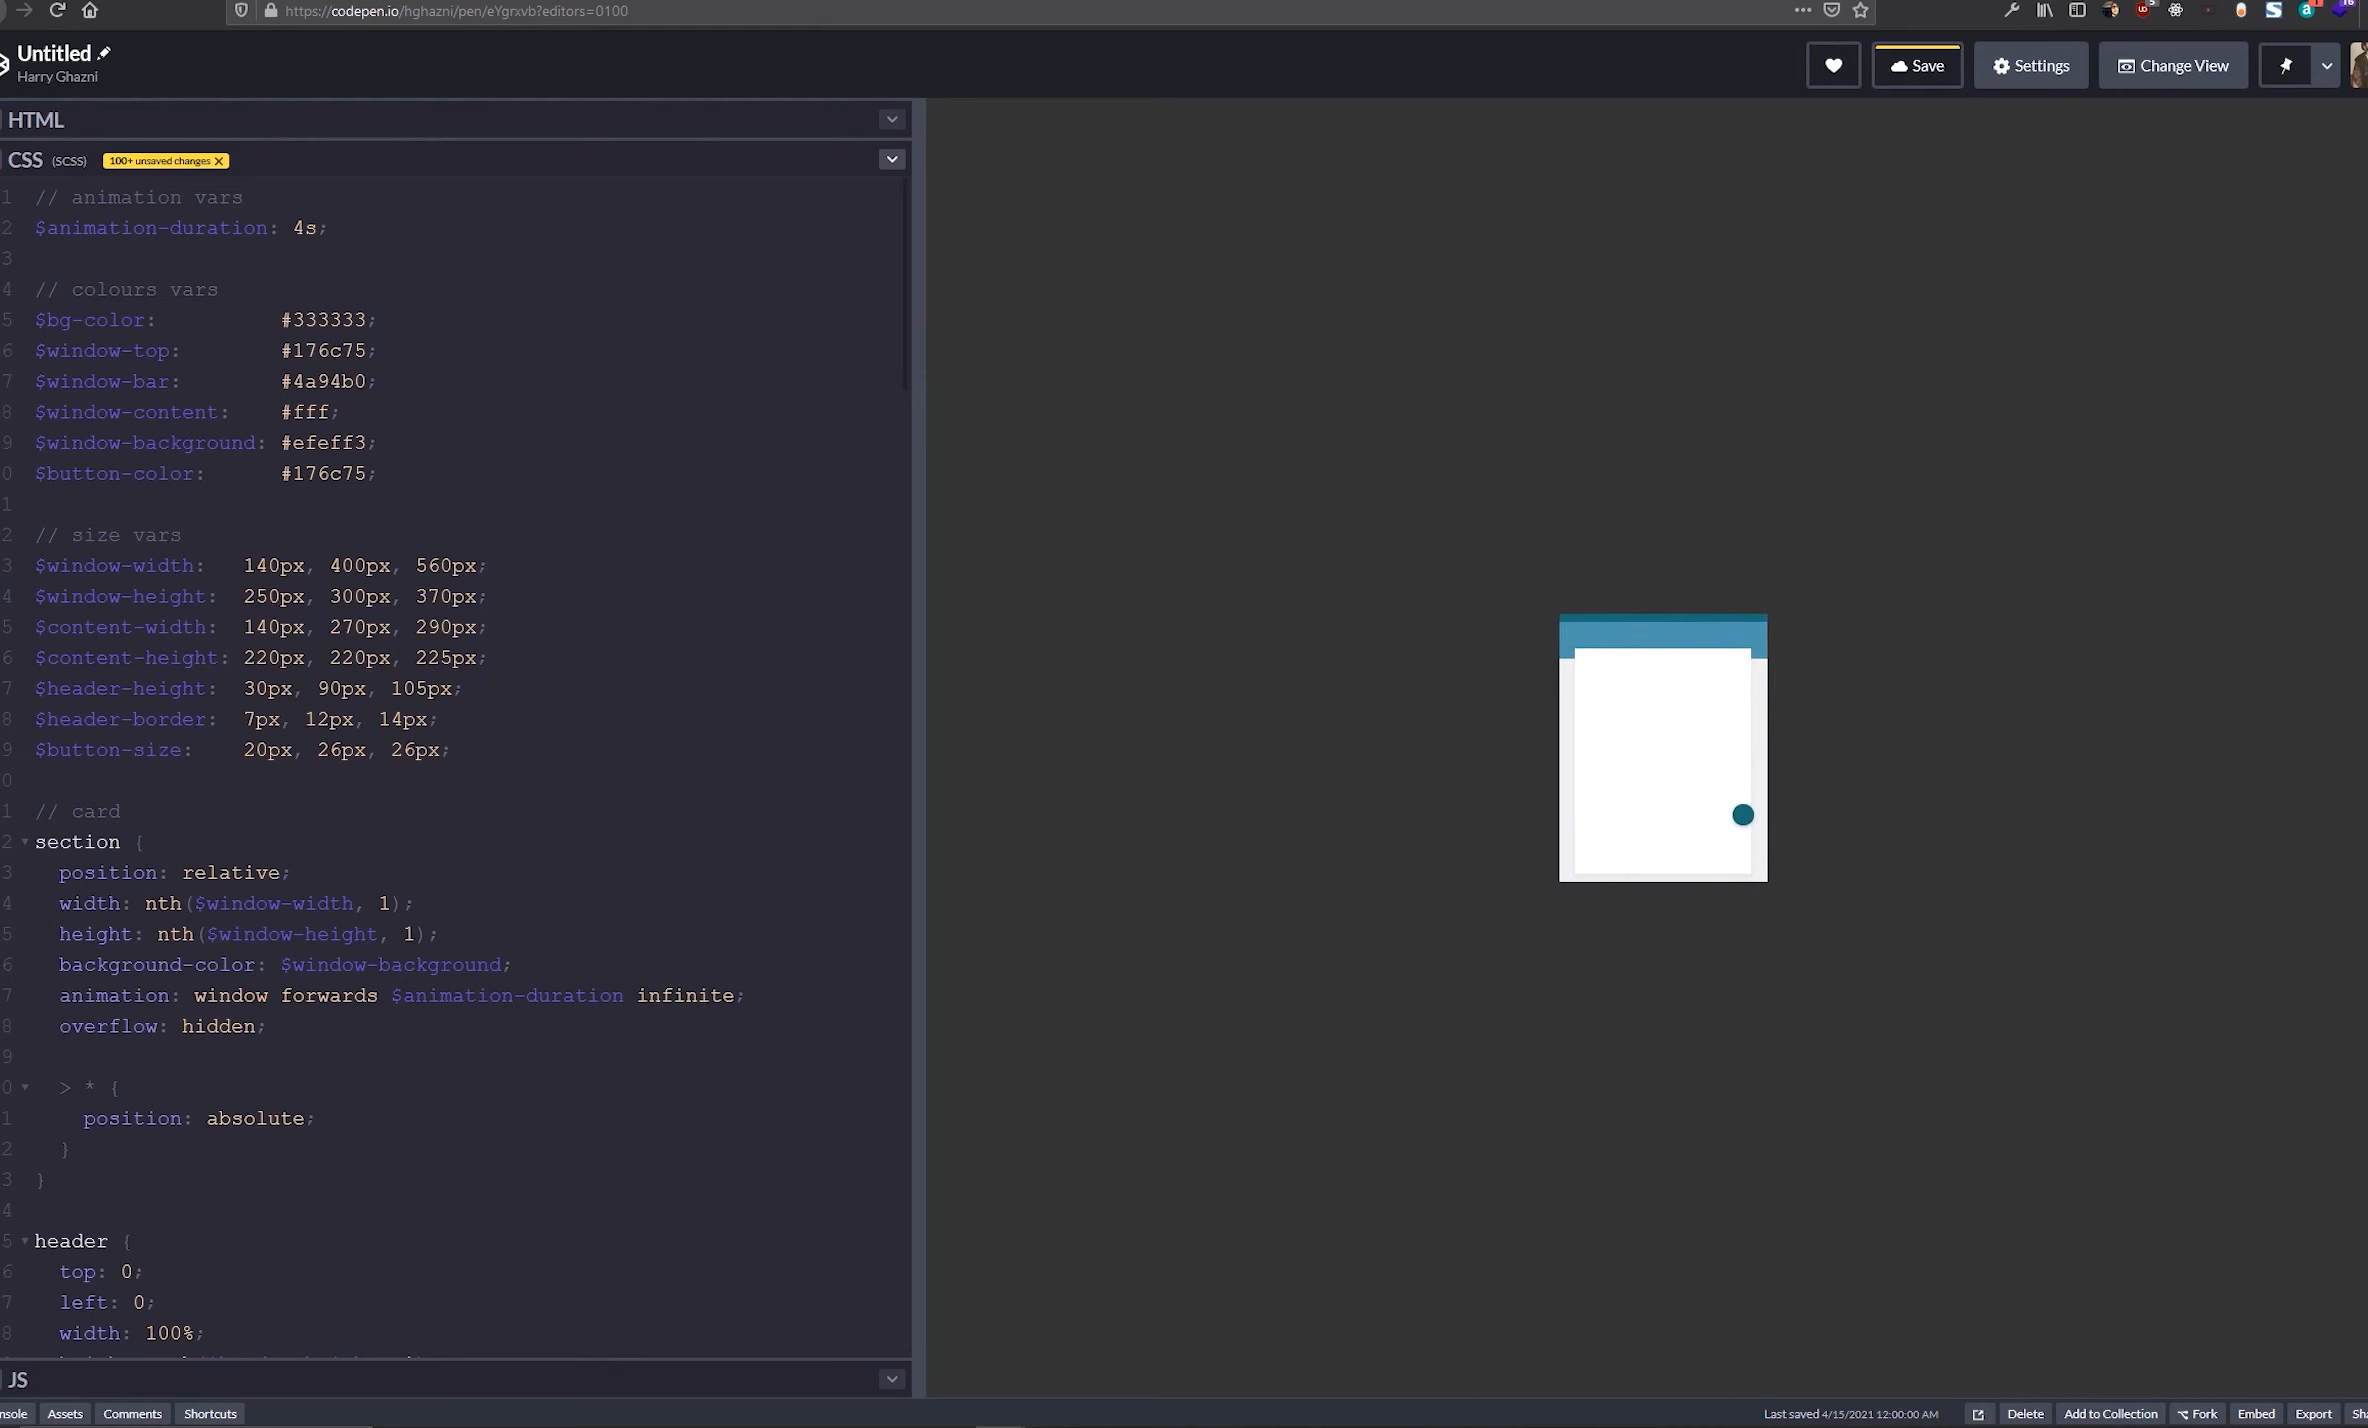 https://codepen.io/hghazni/pen/eYgrxvb?editors=0100
Untitled
Harry Ghazni
Save
Settings
Change View
HTML
CSS (SCSS) 100+ unsaved changes
1 // animation vars
2 $animation-duration: 4s;
3
4 // colours vars
5 $bg-color: #333333;
6 $window-top: #176c75;
7 $window-bar: #4a94b0;
8 $window-content: #fff;
9 $window-background: #efeff3;
0 $button-color: #176c75;
1
2 // size vars
3 $window-width: 140px, 400px, 560px;
4 $window-height: 250px, 300px, 370px;
5 $content-width: 140px, 270px, 290px;
6 $content-height: 220px, 220px, 225px;
7 $header-height: 30px, 90px, 105px;
8 $header-border: 7px, 12px, 14px;
9 $button-size: 20px, 26px, 26px;
0
1 // card
2 section {
3 position: relative;
4 width: nth($window-width, 1);
5 height: nth($window-height, 1);
6 background-color: $window-background;
7 animation: window forwards $animation-duration infinite;
8 overflow: hidden;
9
0 > * {
1 position: absolute;
2 }
3 }
4
5 header {
6 top: 0;
7 left: 0;
8 width: 100%;
JS
nsole Assets Comments Shortcuts
Last saved 4/15/2021 12:00:00 AM Delete Add to Collection Fork Embed Export Sha